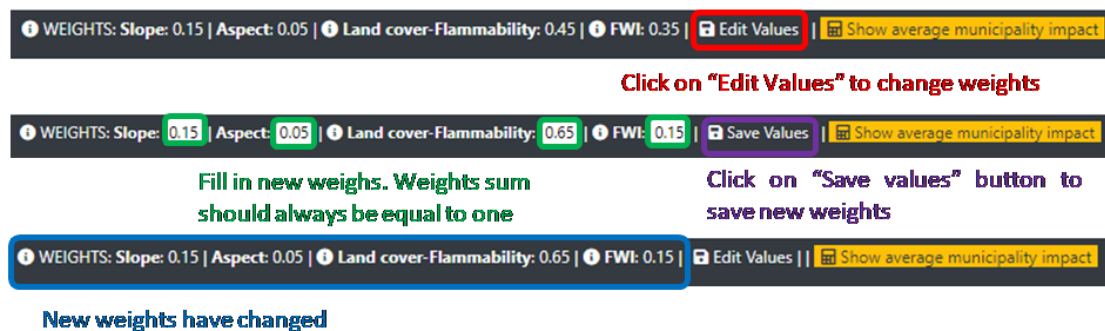 WEIGHTS: Slope: 0.15 | Aspect: 0.05 | Land cover-Flammability: 0.45 | FWI: 0.35 | Edit Values | Show average municipality impact
Click on "Edit Values" to change weights
WEIGHTS: Slope: 0.15 | Aspect: 0.05 | Land cover-Flammability: 0.65 | FWI: 0.15 | Save Values | Show average municipality impact
Fill in new weighs. Weights sum
should always be equal to one
Click on "Save values" button to
save new weights
WEIGHTS: Slope: 0.15 | Aspect: 0.05 | Land cover-Flammability: 0.65 | FWI: 0.15 | Edit Values | | Show average municipality impact
New weights have changed